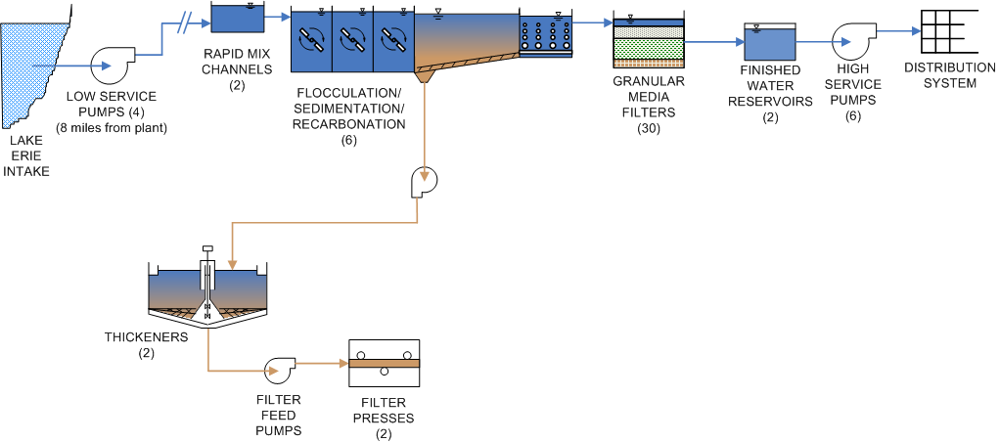 LAKE
ERIE
INTAKE
LOW SERVICE
PUMPS (4)
(8 miles from plant)
RAPID MIX
CHANNELS
(2)
FLOCCULATION/
SEDIMENTATION/
RECARBONATION
(6)
GRANULAR
MEDIA
FILTERS
(30)
FINISHED
WATER
RESERVOIRS
(2)
HIGH
SERVICE
PUMPS
(6)
DISTRIBUTION
SYSTEM
THICKENERS
(2)
FILTER
FEED
PUMPS
FILTER
PRESSES
(2)